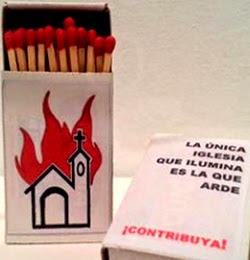 LA ÚNICA
IGLESIA
QUE ILUMINA
ES LA QUE
ARDE
¡CONTRIBUYA!